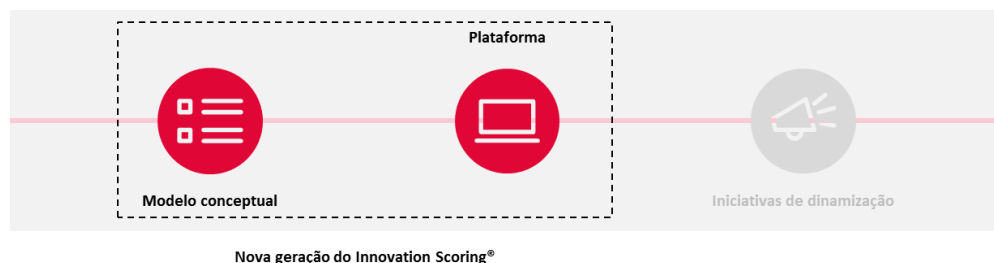 Plataforma
Modelo conceptual
Iniciativas de dinamização
Nova geração do Innovation Scoring®